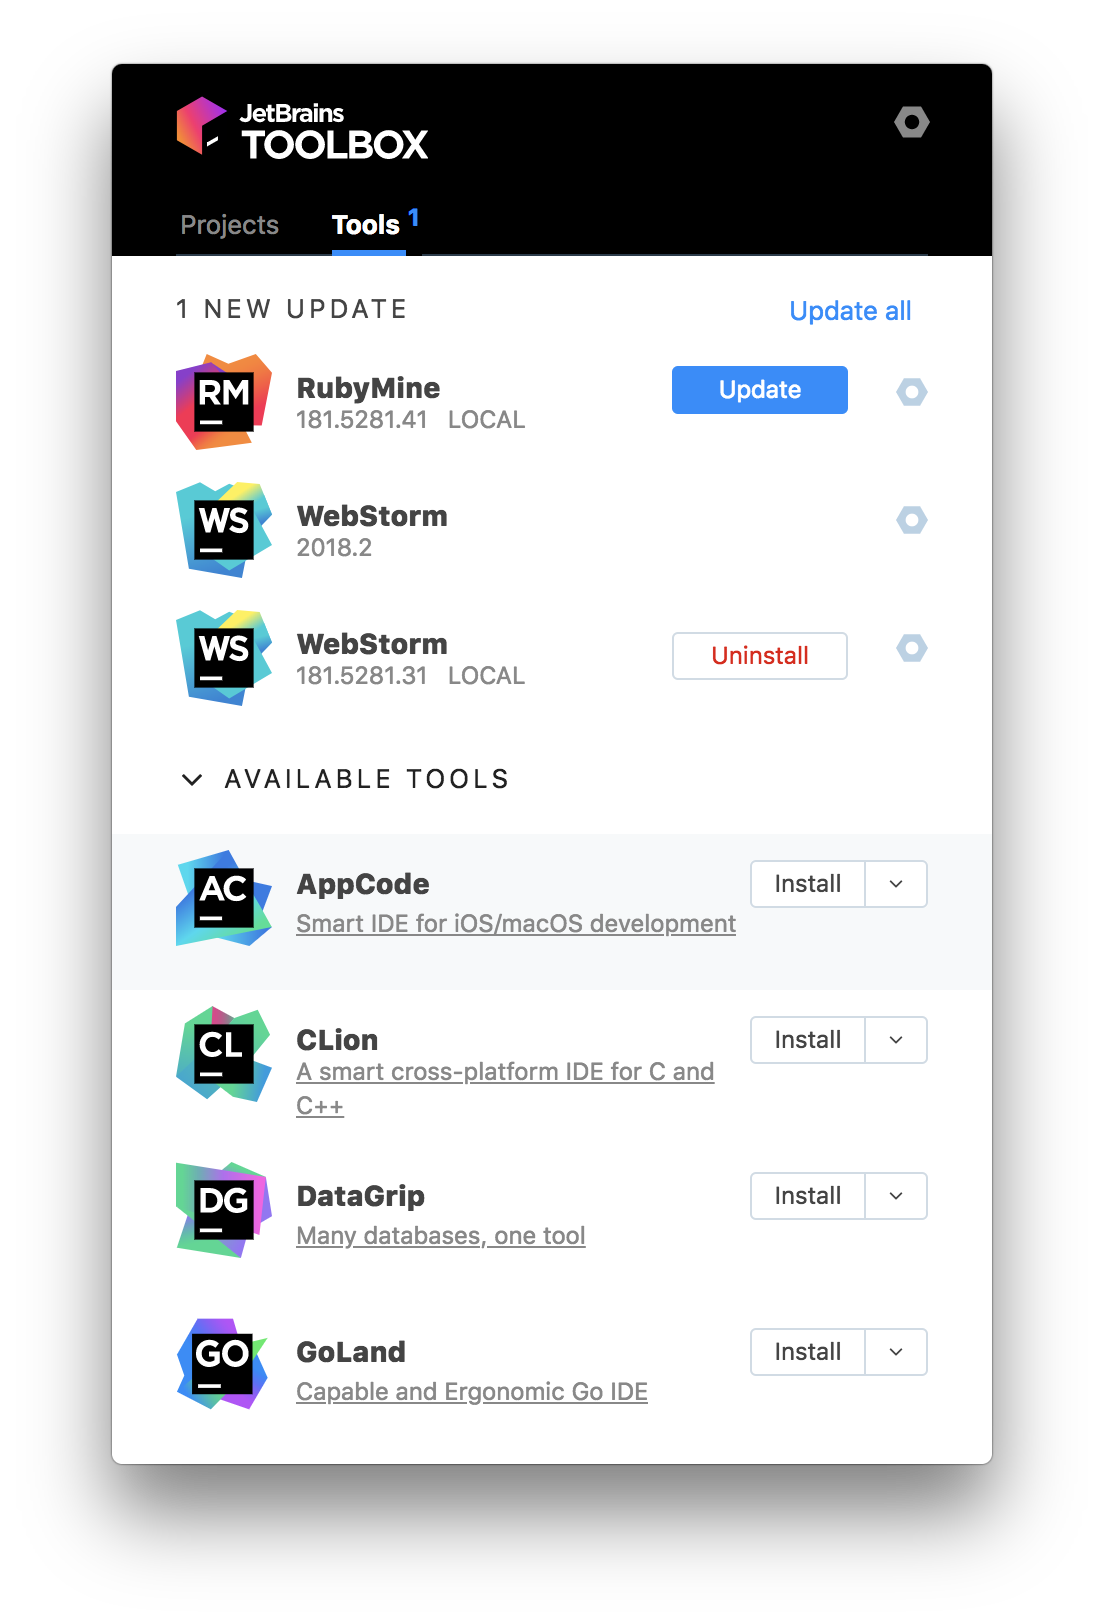 JetBrains
TOOLBOX
Projects Tools 1
1 NEW UPDATE Update all
RM RubyMine Update
181.5281.41 LOCAL
WS WebStorm
2018.2
WS WebStorm
181.5281.31 LOCAL Uninstall
AVAILABLE TOOLS
AC AppCode Install
Smart IDE for iOS/macOS development
CL CLion Install
A smart cross-platform IDE for C and
C++
DG DataGrip Install
Many databases, one tool
GO GoLand Install
Capable and Ergonomic Go IDE